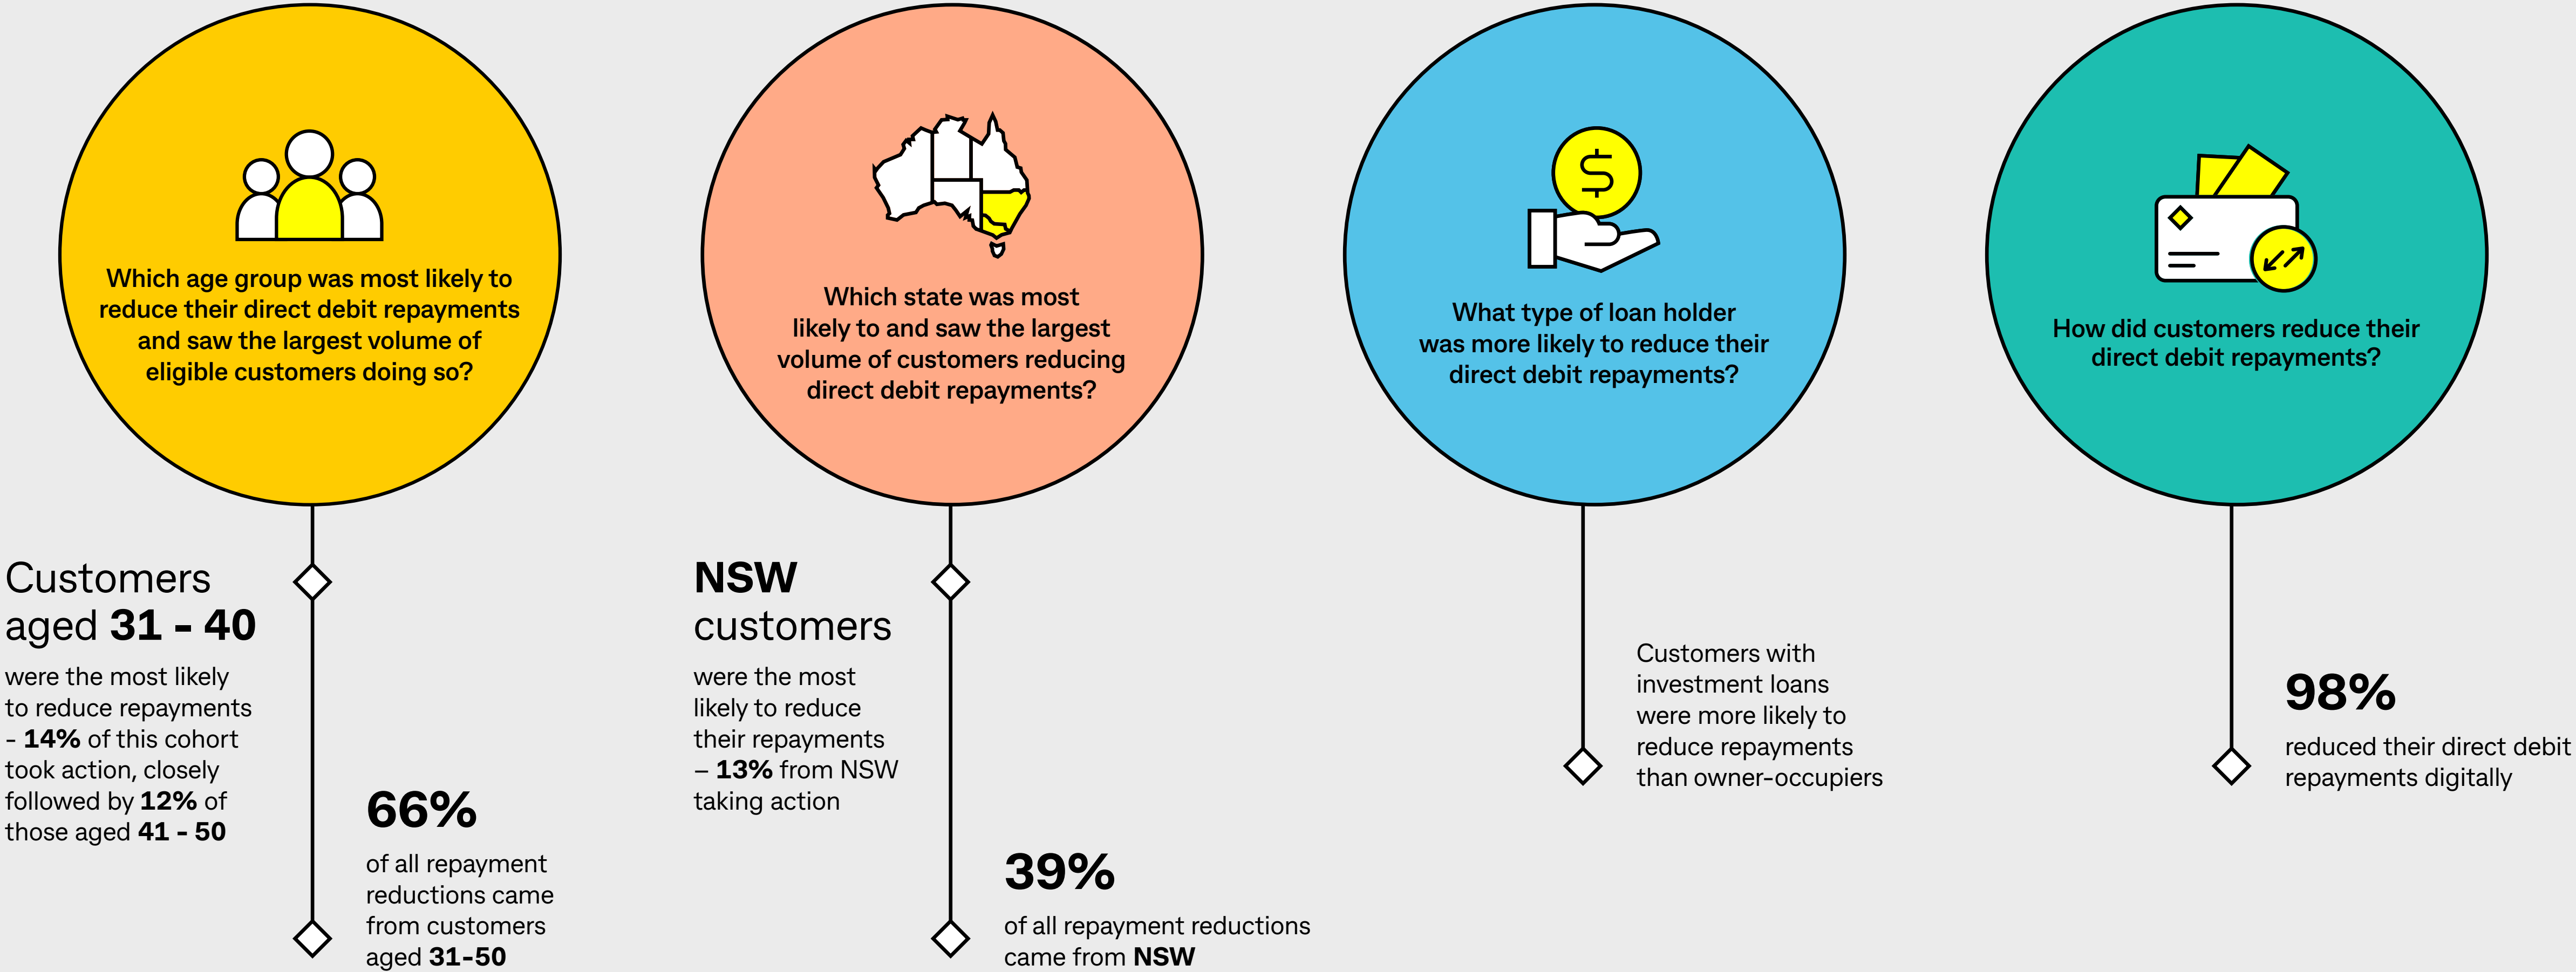 Which age group was most likely to
reduce their direct debit repayments
and saw the largest volume of
eligible customers doing so?
Customers
aged 31 - 40
were the most likely
to reduce repayments
- 14% of this cohort
took action, closely
followed by 12% of
those aged 41 - 50
66%
of all repayment
reductions came
from customers
aged 31-50
Which state was most
likely to and saw the largest
volume of customers reducing
direct debit repayments?
NSW
customers
were the most
likely to reduce
their repayments
– 13% from NSW
taking action
39%
of all repayment reductions
came from NSW
$
What type of loan holder
was more likely to reduce their
direct debit repayments?
Customers with
investment loans
were more likely to
reduce repayments
than owner-occupiers
How did customers reduce their
direct debit repayments?
98%
reduced their direct debit
repayments digitally